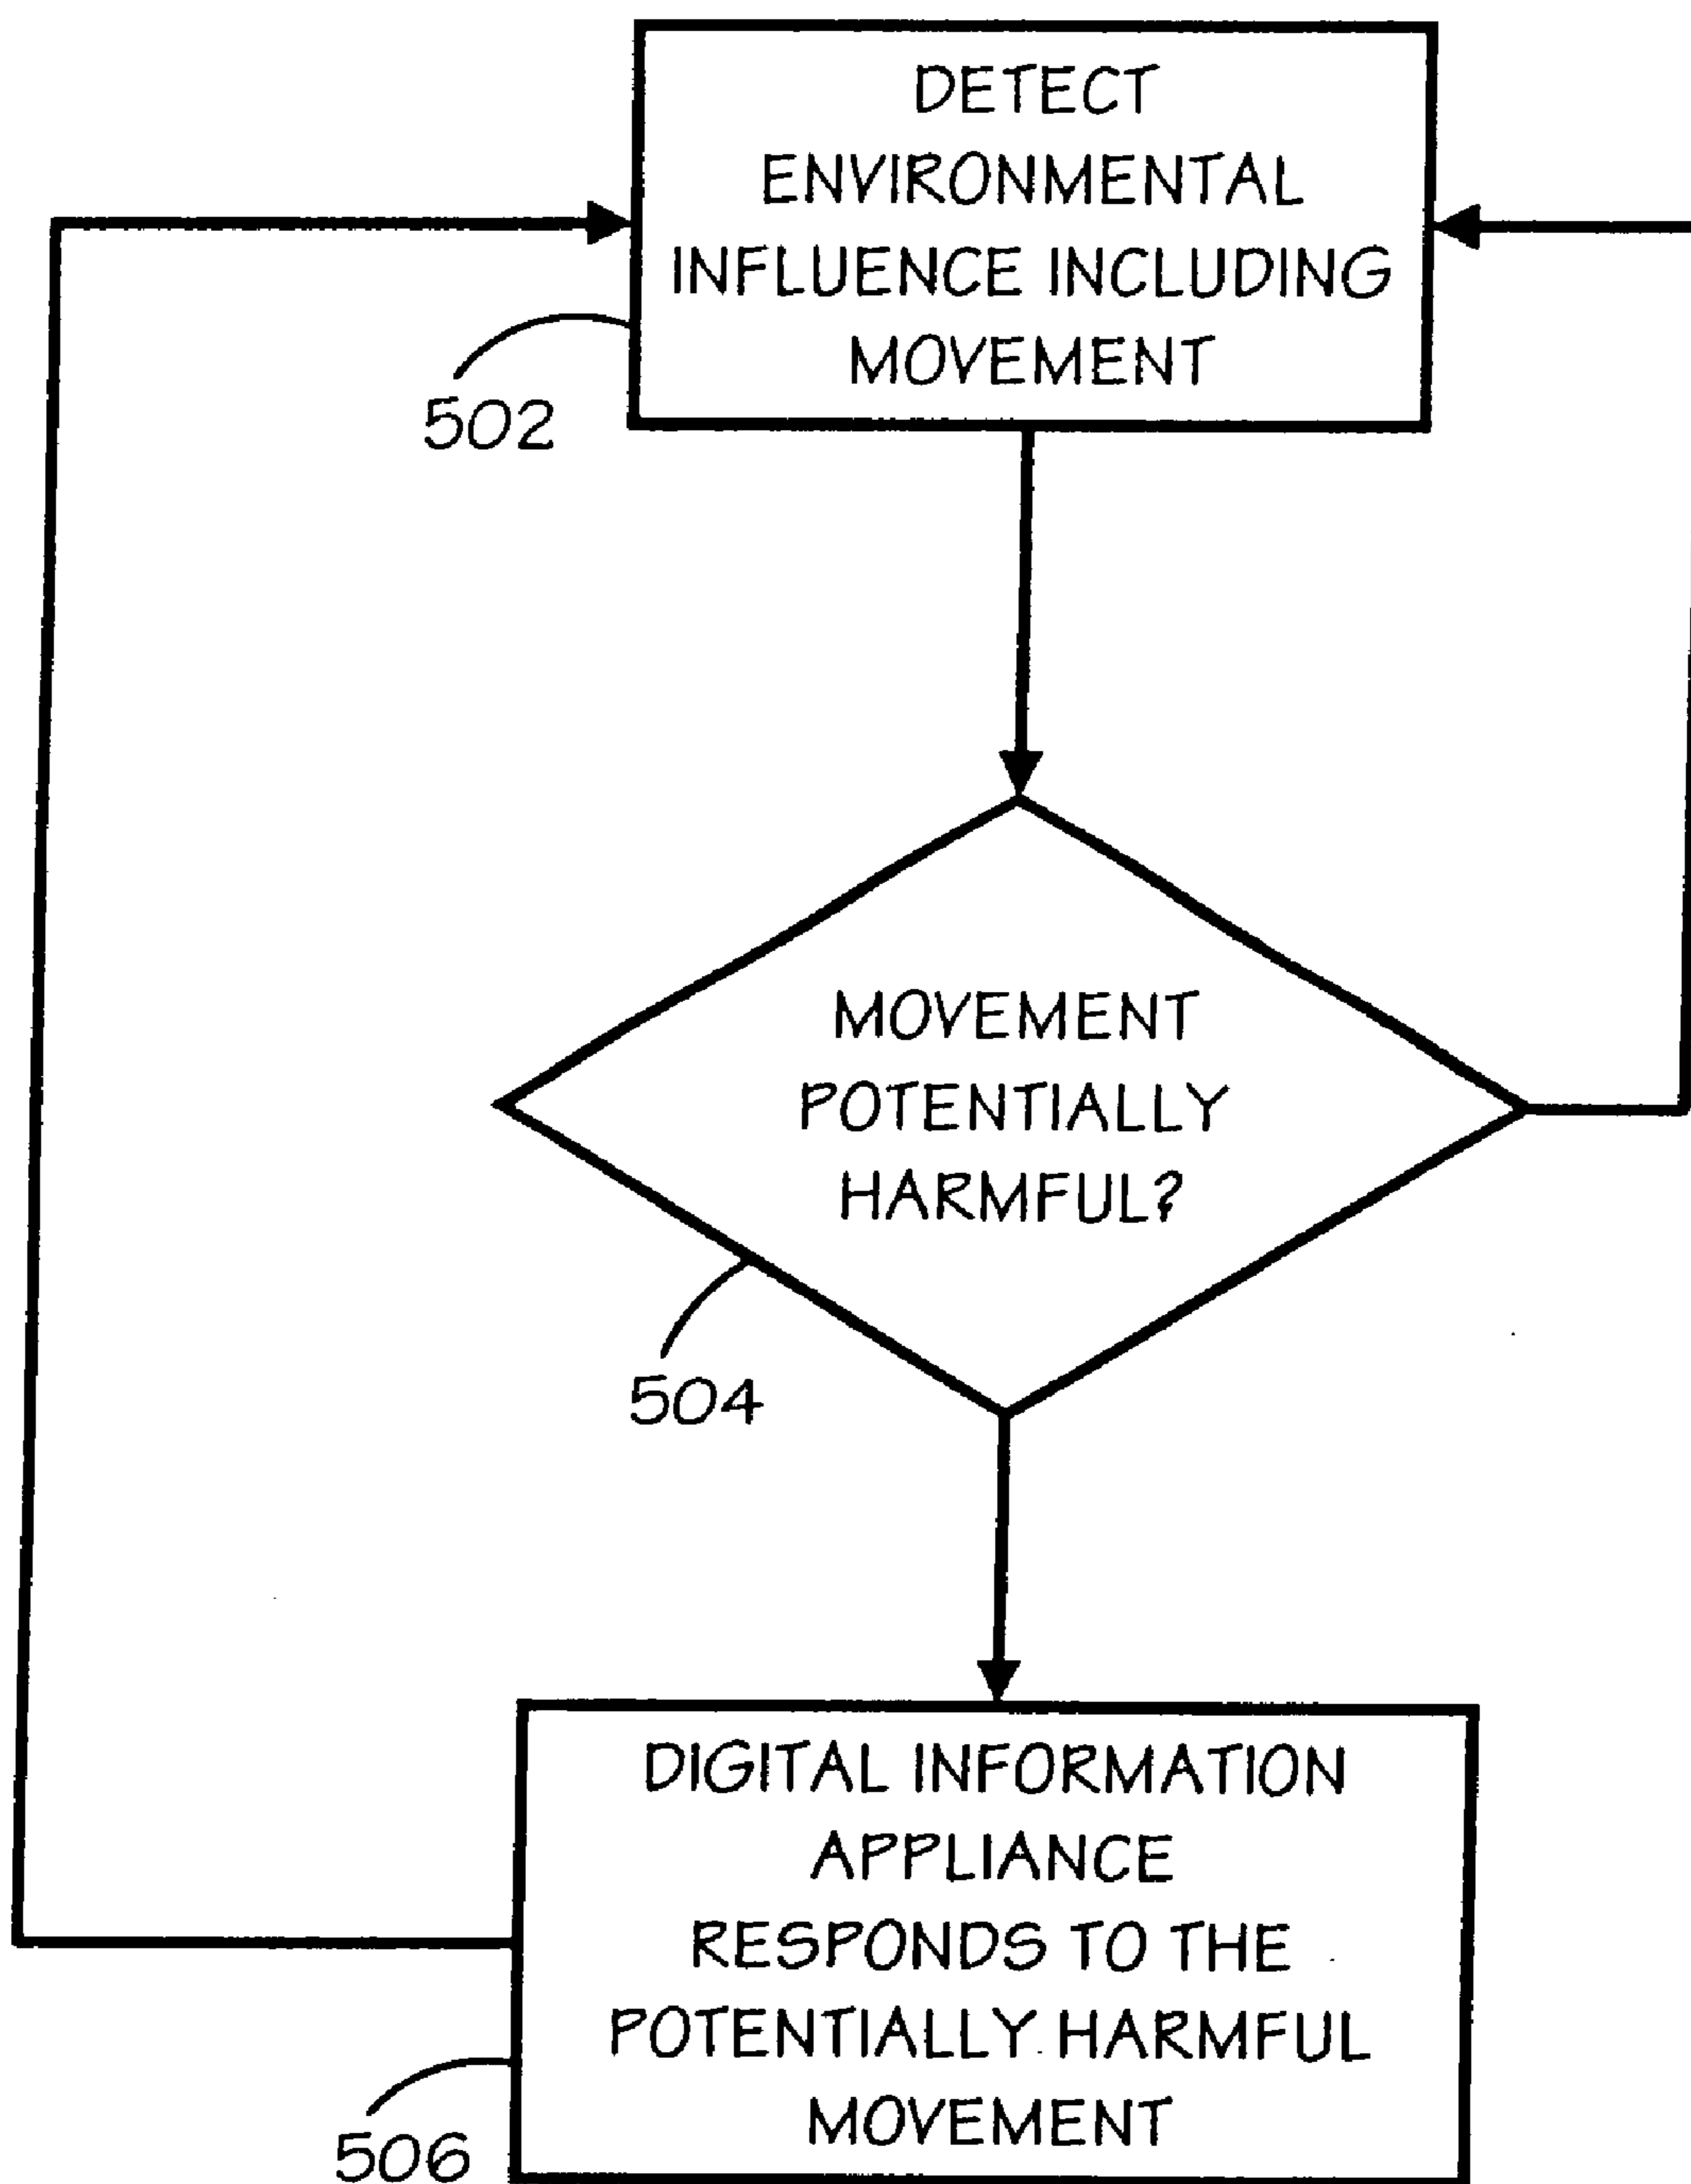 DETECT
ENVIRONMENTAL
INFLUENCE INCLUDING
MOVEMENT
502
MOVEMENT
POTENTIALLY
HARMFUL?
504
DIGITAL INFORMATION
APPLIANCE
RESPONDS TO THE
POTENTIALLY HARMFUL
MOVEMENT
506